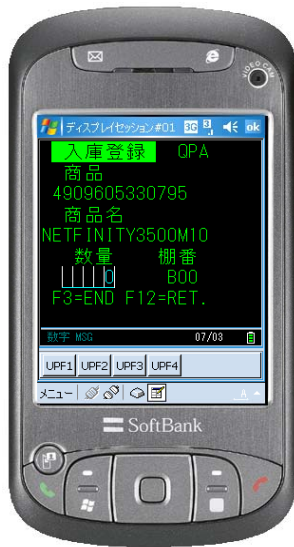 VIDEO CAM
ディスプレイセッション#01 3G ok
入庫登録 QPA
商品
4909605330795
商品名
NETFINITY3500M10
数量 棚番
0 B00
F3=END F12=RET.
数字 MSG 07/03
UPF1 UPF2 UPF3 UPF4
メニュー A
SoftBank